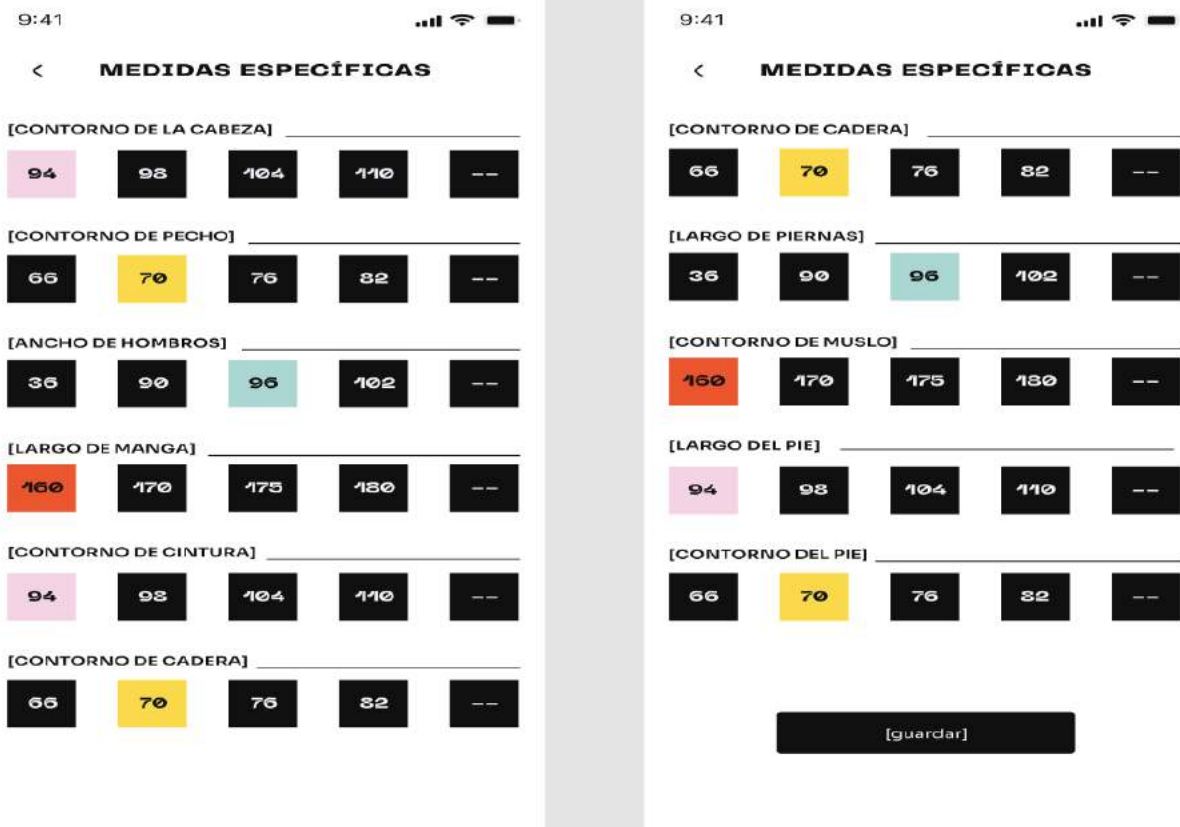 9:41
MEDIDAS ESPECÍFICAS
[CONTORNO DE LA CABEZA]
94 98 104 110 --
[CONTORNO DE PECHO]
66 70 76 82 --
[ANCHO DE HOMBROS]
36 90 96 102 --
[LARGO DE MANGA]
160 170 175 180 --
[CONTORNO DE CINTURA]
94 98 104 110 --
[CONTORNO DE CADERA]
66 70 76 82 --
9:41
MEDIDAS ESPECÍFICAS
[CONTORNO DE CADERA]
66 70 76 82 --
[LARGO DE PIERNAS]
36 90 96 102 --
[CONTORNO DE MUSLO]
160 170 175 180 --
[LARGO DEL PIE]
94 98 104 110 --
[CONTORNO DEL PIE]
66 70 76 82 --
[guardar]